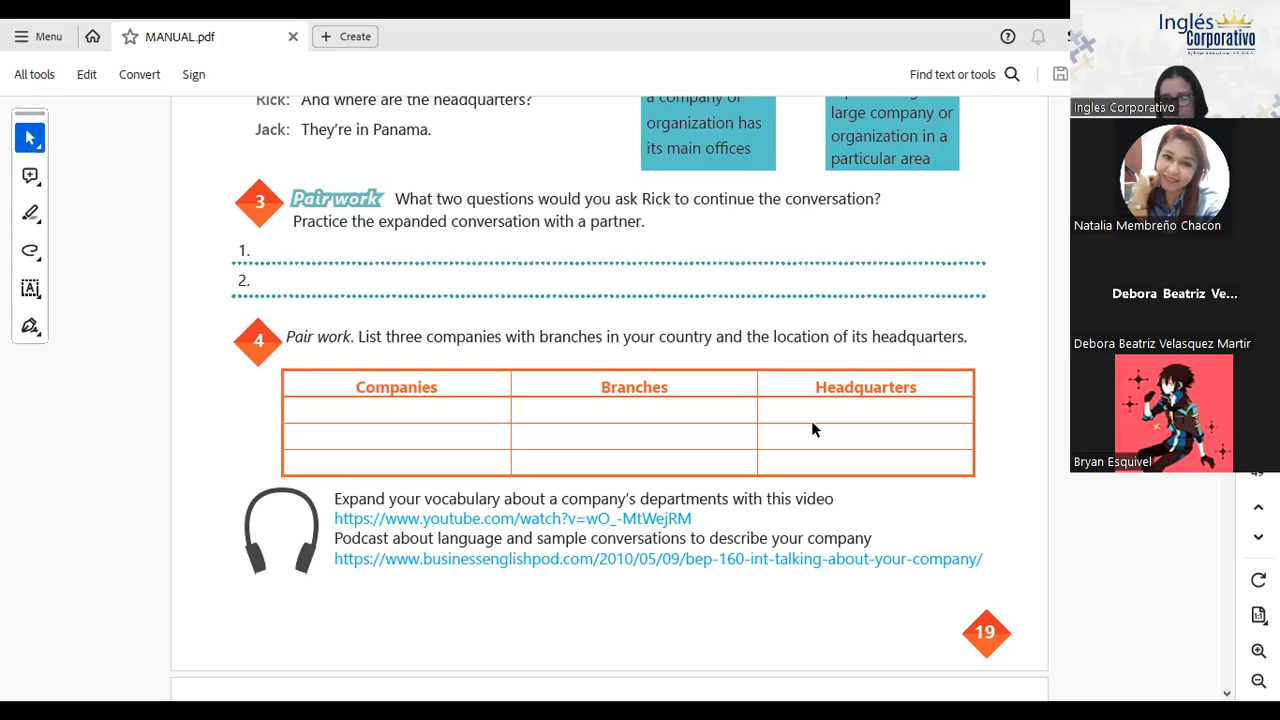 Menu
MANUAL.pdf
Create
All tools
Edit
Convert
Sign
Find text or tools
Rick: And where are the headquarters?
Jack: They're in Panama.
a company or
organization has
its main offices
large company or
organization in a
particular area
3 Pair work What two questions would you ask Rick to continue the conversation?
Practice the expanded conversation with a partner.
1.
2.
4 Pair work. List three companies with branches in your country and the location of its headquarters.
Companies Branches Headquarters
Expand your vocabulary about a company's departments with this video
https://www.youtube.com/watch?v=wO_-MtWejRM
Podcast about language and sample conversations to describe your company
https://www.businessenglishpod.com/2010/05/09/bep-160-int-talking-about-your-company/
19
Inglés
Corporativo
Ingles Corporativo
Natalia Membreño Chacon
Debora Beatriz Ve...
Debora Beatriz Velasquez Martir
Bryan Esquivel
1:1